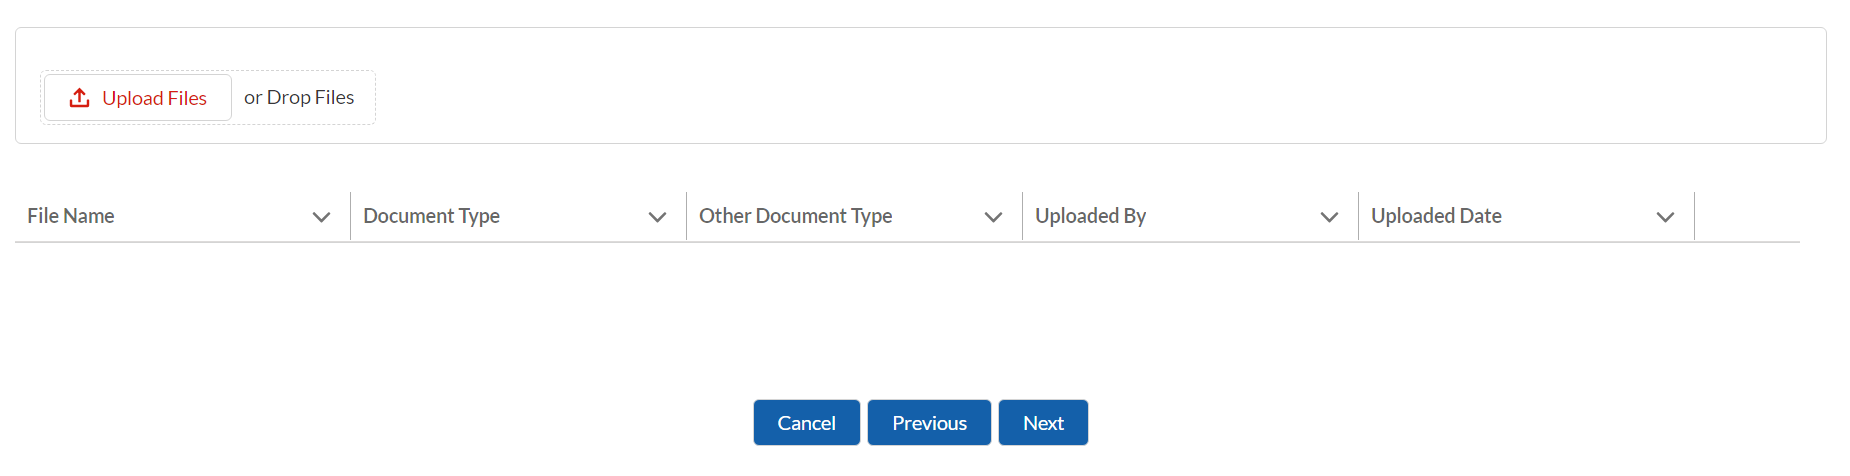 Upload Files or Drop Files
File Name Document Type Other Document Type Uploaded By Uploaded Date
Cancel Previous Next